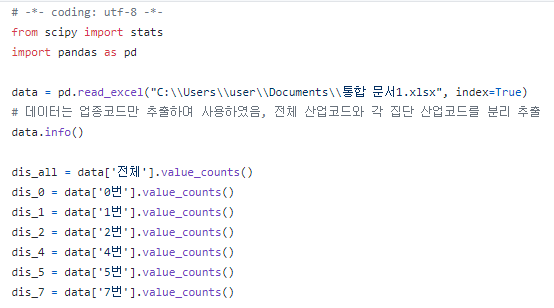 # -*- coding: utf-8 -*-
from scipy import stats
import pandas as pd
data = pd.read_excel("C:\\Users\\user\\Documents\\통합 문서1.xlsx", index=True)
# 데이터는 업종코드만 추출하여 사용하였음, 전체 산업코드와 각 집단 산업코드를 분리 추출
data.info()
dis_all = data['전체'].value_counts()
dis_0 = data['0번'].value_counts()
dis_1 = data['1번'].value_counts()
dis_2 = data['2번'].value_counts()
dis_4 = data['4번'].value_counts()
dis_5 = data['5번'].value_counts()
dis_7 = data['7번'].value_counts()